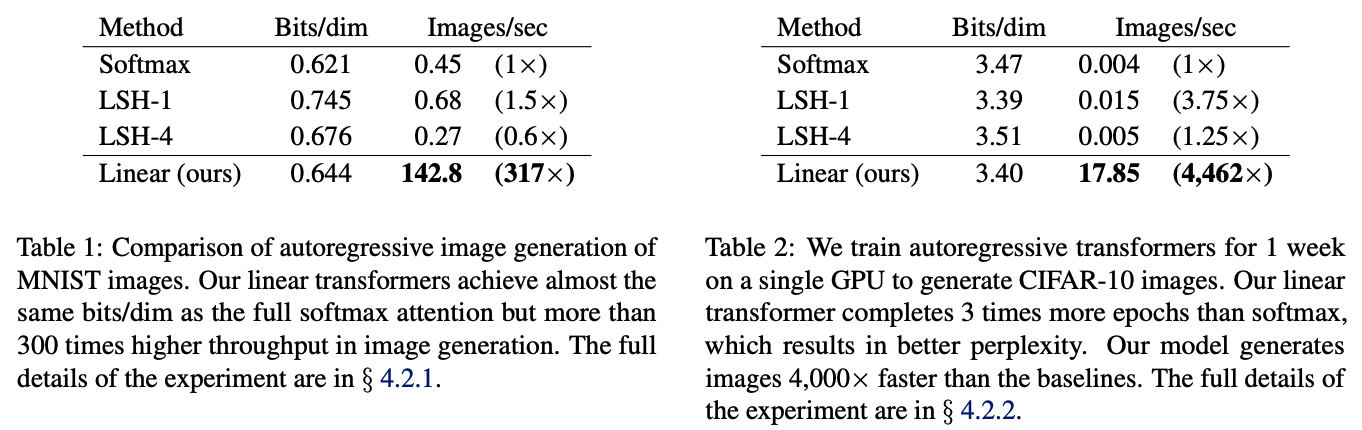 Method Bits/dim Images/sec
Softmax 0.621 0.45 (1×)
LSH-1 0.745 0.68 (1.5×)
LSH-4 0.676 0.27 (0.6×)
Linear (ours) 0.644 142.8 (317×)
Table 1: Comparison of autoregressive image generation of
MNIST images. Our linear transformers achieve almost the
same bits/dim as the full softmax attention but more than
300 times higher throughput in image generation. The full
details of the experiment are in § 4.2.1.
Method Bits/dim Images/sec
Softmax 3.47 0.004 (1×)
LSH-1 3.39 0.015 (3.75×)
LSH-4 3.51 0.005 (1.25×)
Linear (ours) 3.40 17.85 (4,462×)
Table 2: We train autoregressive transformers for 1 week
on a single GPU to generate CIFAR-10 images. Our linear
transformer completes 3 times more epochs than softmax,
which results in better perplexity. Our model generates
images 4,000× faster than the baselines. The full details of
the experiment are in § 4.2.2.